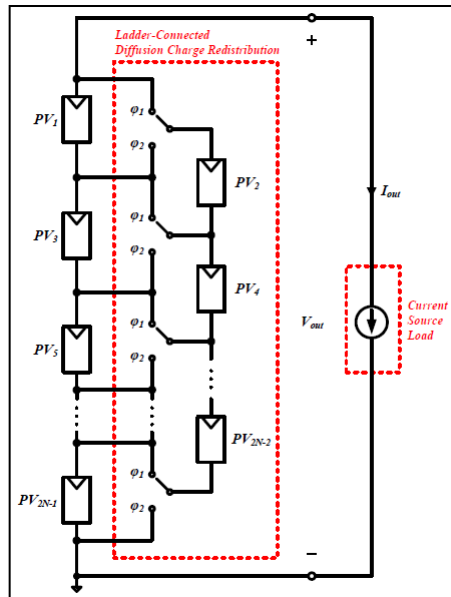 Ladder-Connected
Diffusion Charge Redistribution
+
PV1
φ1
φ2
PV2
Iout
PV3
φ1
φ2
PV4
Vout
Current
Source
Load
PV5
φ1
φ2
PV2N-2
PV2N-1
φ1
φ2
−